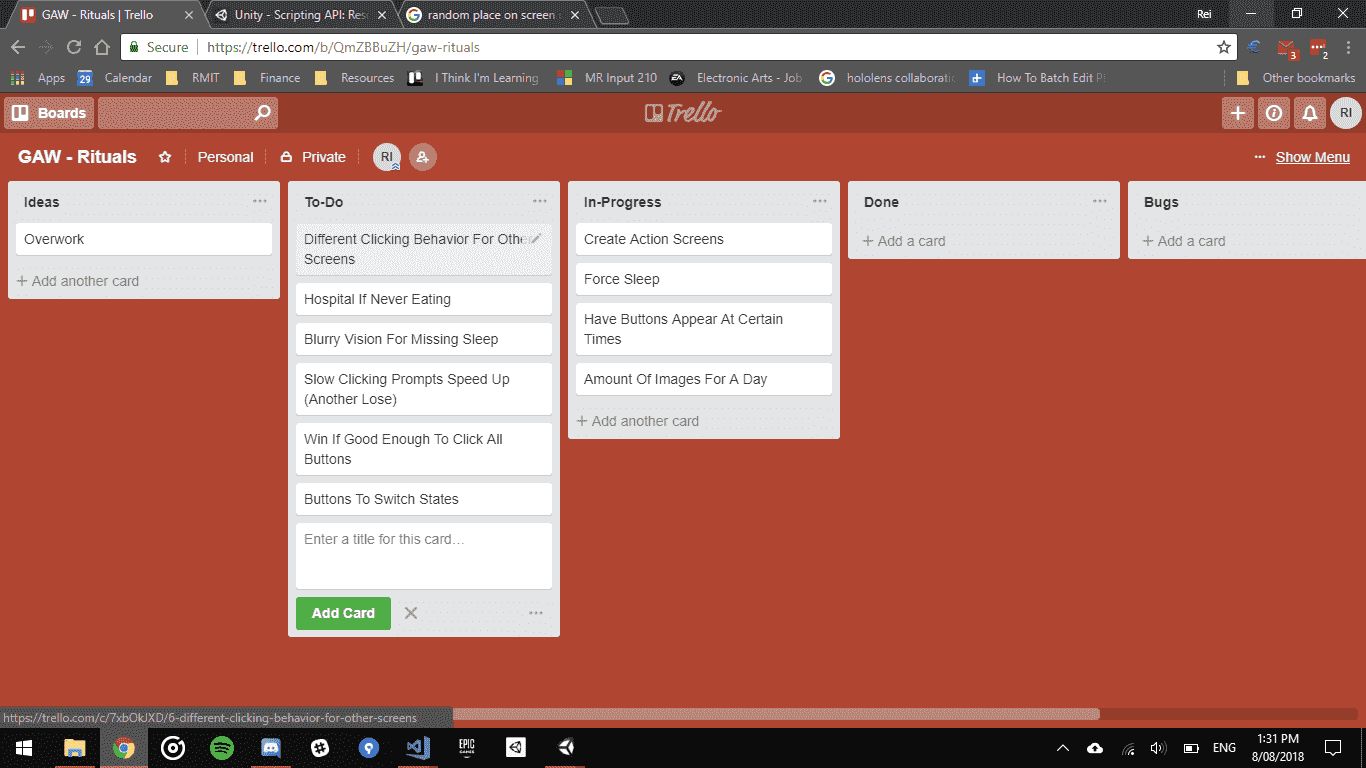 GAW - Rituals | Trello
Unity - Scripting API: Res
random place on screen
Rei
Secure
https://trello.com/b/QmZBBuZH/gaw-rituals
3
2
Apps
29
Calendar
RMIT
Finance
Resources
I Think I'm Learning
MR Input 210
EA
Electronic Arts - Job
hololens collaborati
How To Batch Edit P
Other bookmarks
Boards
Trello
RI
GAW - Rituals
Personal
Private
RI
Show Menu
Ideas
Overwork
+ Add another card
To-Do
Different Clicking Behavior For Other
Screens
Hospital If Never Eating
Blurry Vision For Missing Sleep
Slow Clicking Prompts Speed Up
(Another Lose)
Win If Good Enough To Click All
Buttons
Buttons To Switch States
Enter a title for this card…
Add Card
In-Progress
Create Action Screens
Force Sleep
Have Buttons Appear At Certain
Times
Amount Of Images For A Day
+ Add another card
Done
+ Add a card
Bugs
+ Add a card
https://trello.com/c/7xbOkJXD/6-different-clicking-behavior-for-other-screens
EPIC
GAMES
ENG
1:31 PM
8/08/2018